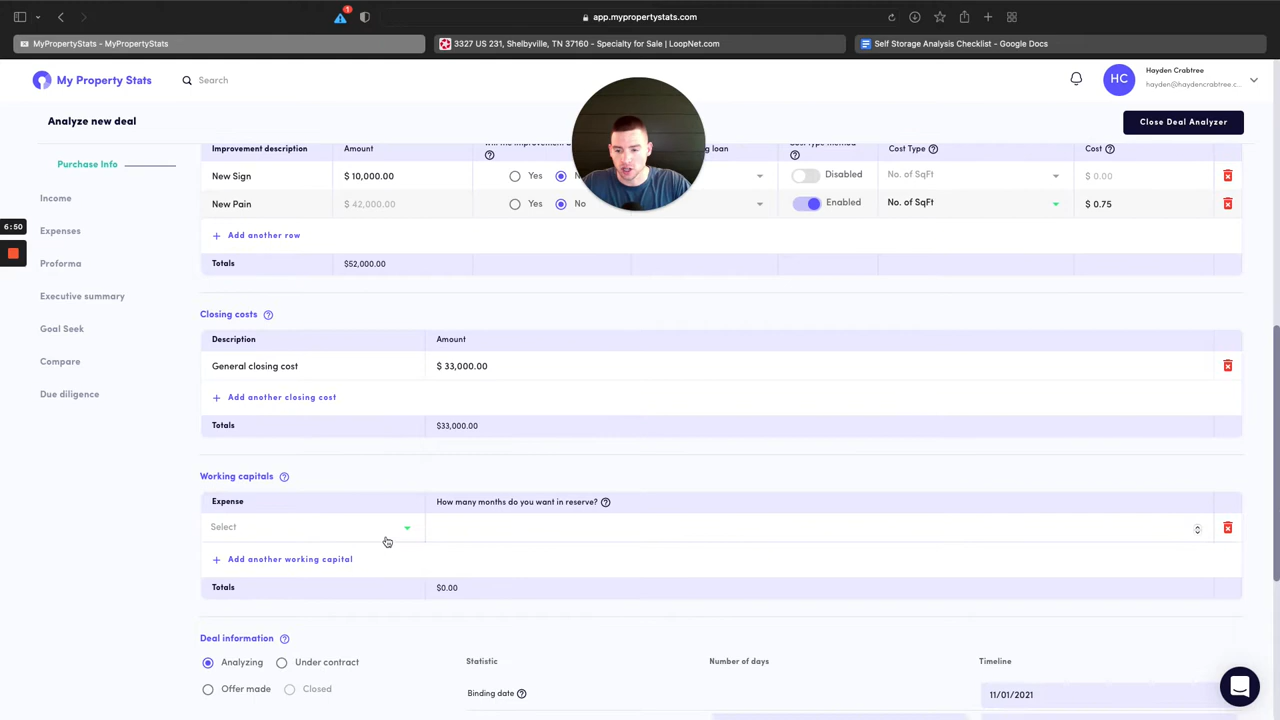 1
app.mypropertystats.com
MyPropertyStats - MyPropertyStats
3327 US 231, Shelbyville, TN 37160 - Specialty for Sale | LoopNet.com
Self Storage Analysis Checklist - Google Docs
My Property Stats
Search
HC
Hayden Crabtree
hayden@haydencrabtree.c...
Analyze new deal
Close Deal Analyzer
Purchase Info
Income
Expenses
Proforma
Executive summary
Goal Seek
Compare
Due diligence
6:50
Improvement description Amount Cost Type Cost
New Sign $ 10,000.00 Yes Disabled No. of SqFt $ 0.00
New Pain $ 42,000.00 Yes No Enabled No. of SqFt $ 0.75
+ Add another row
Totals $52,000.00
Closing costs
Description Amount
General closing cost $ 33,000.00
+ Add another closing cost
Totals $33,000.00
Working capitals
Expense How many months do you want in reserve?
Select
+ Add another working capital
Totals $0.00
Deal information
Analyzing Under contract Statistic Number of days Timeline
Offer made Closed Binding date 11/01/2021